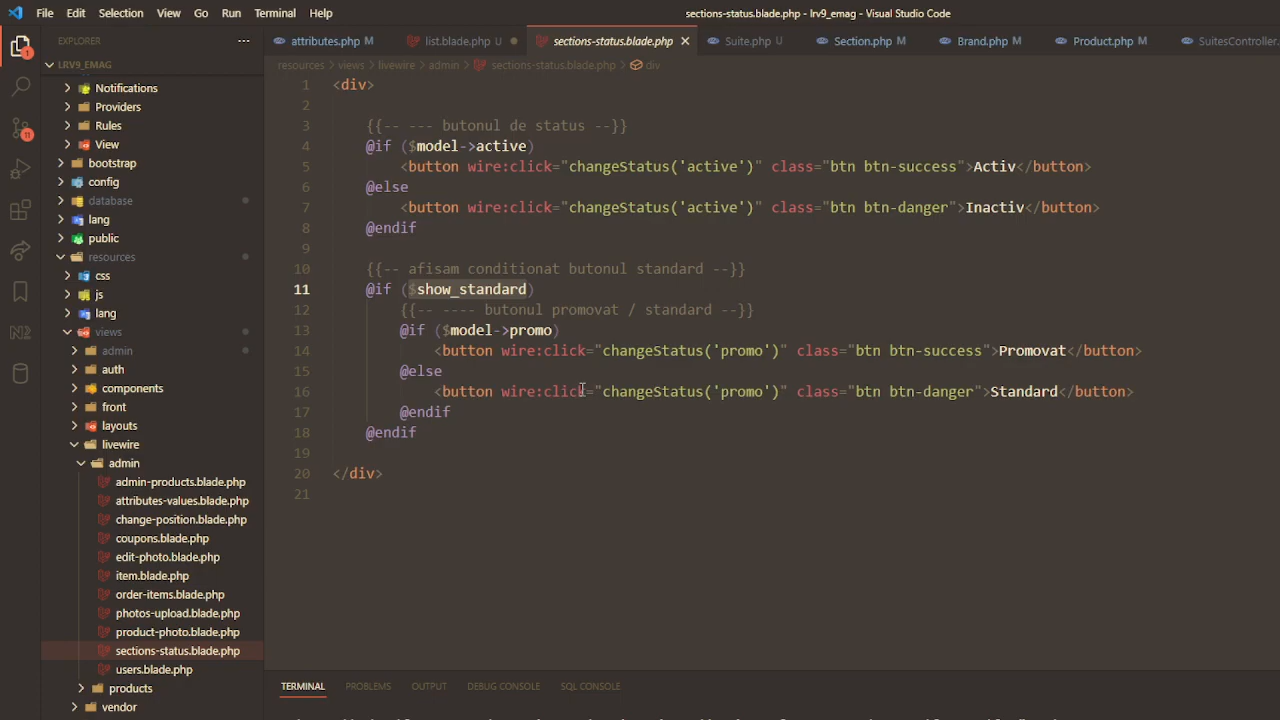 File Edit Selection View Go Run Terminal Help
sections-status.blade.php - lrv9_emag - Visual Studio Code
EXPLORER
attributes.php M
list.blade.php U
sections-status.blade.php
Suite.php U
Section.php M
Brand.php M
Product.php M
SuitesController.
LRV9_EMAG
resources > views > livewire > admin > sections-status.blade.php > div
Notifications
Providers
Rules
View
bootstrap
config
database
lang
public
resources
css
js
lang
views
admin
auth
components
front
layouts
livewire
admin
admin-products.blade.php
attributes-values.blade.php
change-position.blade.php
coupons.blade.php
edit-photo.blade.php
item.blade.php
order-items.blade.php
photos-upload.blade.php
product-photo.blade.php
sections-status.blade.php
users.blade.php
products
vendor
1
11
1 <div>
2
3 {{-- --- butonul de status --}}
4 @if ($model->active)
5 <button wire:click="changeStatus('active')" class="btn btn-success">Activ</button>
6 @else
7 <button wire:click="changeStatus('active')" class="btn btn-danger">Inactiv</button>
8 @endif
9
10 {{-- afisam conditionat butonul standard --}}
11 @if ($show_standard)
12 {{-- ---- butonul promovat / standard --}}
13 @if ($model->promo)
14 <button wire:click="changeStatus('promo')" class="btn btn-success">Promovat</button>
15 @else
16 <button wire:click="changeStatus('promo')" class="btn btn-danger">Standard</button>
17 @endif
18 @endif
19
20 </div>
21
TERMINAL PROBLEMS OUTPUT DEBUG CONSOLE SQL CONSOLE